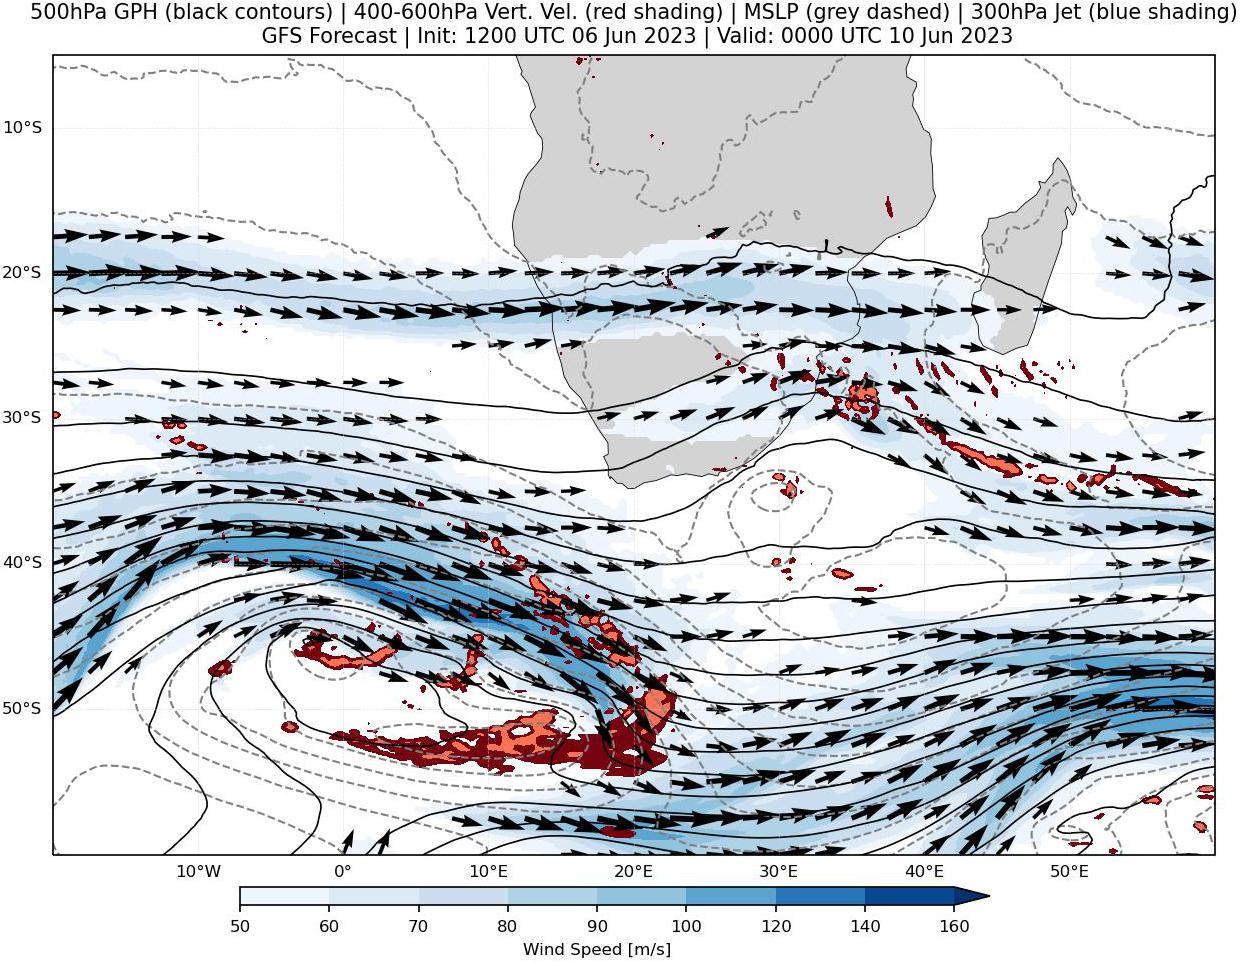 500hPa GPH (black contours) | 400-600hPa Vert. Vel. (red shading) | MSLP (grey dashed) | 300hPa Jet (blue shading)
GFS Forecast | Init: 1200 UTC 06 Jun 2023 | Valid: 0000 UTC 10 Jun 2023
10°S
20°S
30°S
40°S
50°S
10°W 0° 10°E 20°E 30°E 40°E 50°E
50 60 70 80 90 100 120 140 160
Wind Speed [m/s]